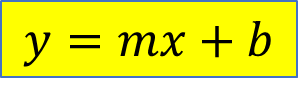 y = mx + b